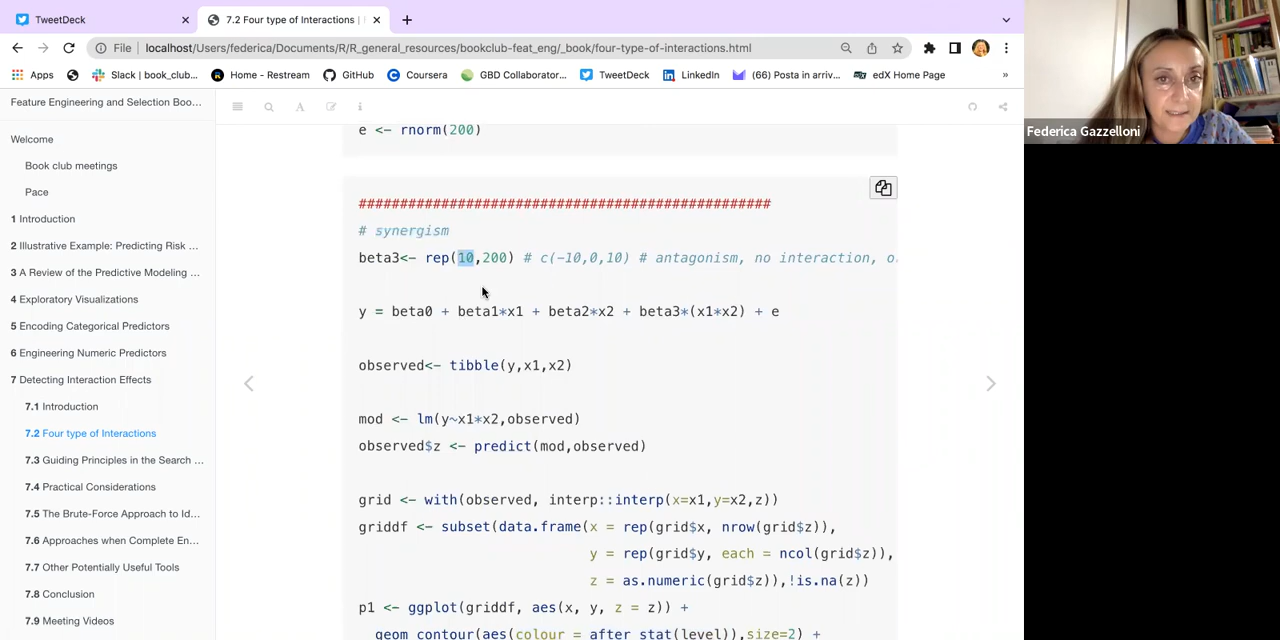 TweetDeck
7.2 Four type of Interactions |
File
localhost/Users/federica/Documents/R/R_general_resources/bookclub-feat_eng/_book/four-type-of-interactions.html
Apps
Slack | book_club...
Home - Restream
GitHub
Coursera
GBD Collaborator...
TweetDeck
LinkedIn
(66) Posta in arriv...
edX Home Page
»
Feature Engineering and Selection Boo...
Welcome
Book club meetings
Pace
1 Introduction
2 Illustrative Example: Predicting Risk ...
3 A Review of the Predictive Modeling ...
4 Exploratory Visualizations
5 Encoding Categorical Predictors
6 Engineering Numeric Predictors
7 Detecting Interaction Effects
7.1 Introduction
7.2 Four type of Interactions
7.3 Guiding Principles in the Search ...
7.4 Practical Considerations
7.5 The Brute-Force Approach to Id...
7.6 Approaches when Complete En...
7.7 Other Potentially Useful Tools
7.8 Conclusion
7.9 Meeting Videos
e <- rnorm(200)
##################################################
# synergism
beta3<- rep(10,200) # c(-10,0,10) # antagonism, no interaction, o
y = beta0 + beta1*x1 + beta2*x2 + beta3*(x1*x2) + e
observed<- tibble(y,x1,x2)
mod <- lm(y~x1*x2,observed)
observed$z <- predict(mod,observed)
grid <- with(observed, interp::interp(x=x1,y=x2,z))
griddf <- subset(data.frame(x = rep(grid$x, nrow(grid$z)),
y = rep(grid$y, each = ncol(grid$z)),
z = as.numeric(grid$z)),!is.na(z))
p1 <- ggplot(griddf, aes(x, y, z = z)) +
geom_contour(aes(colour = after_stat(level)),size=2) +
Federica Gazzelloni